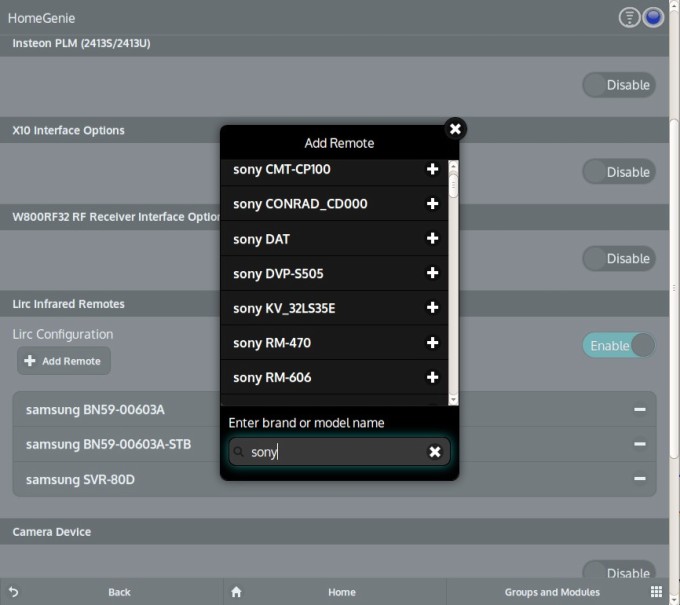 HomeGenie
Insteon PLM (2413S/2413U)
Disable
X10 Interface Options
Disable
W800RF32 RF Receiver Interface Optio
Disable
Lirc Infrared Remotes
Lirc Configuration
Enable
Add Remote
samsung BN59-00603A
samsung BN59-00603A-STB
samsung SVR-80D
Camera Device
Disable
Add Remote
sony CMT-CP100
sony CONRAD_CD000
sony DAT
sony DVP-S505
sony KV_32LS35E
sony RM-470
sony RM-606
Enter brand or model name
sony
Back
Home
Groups and Modules